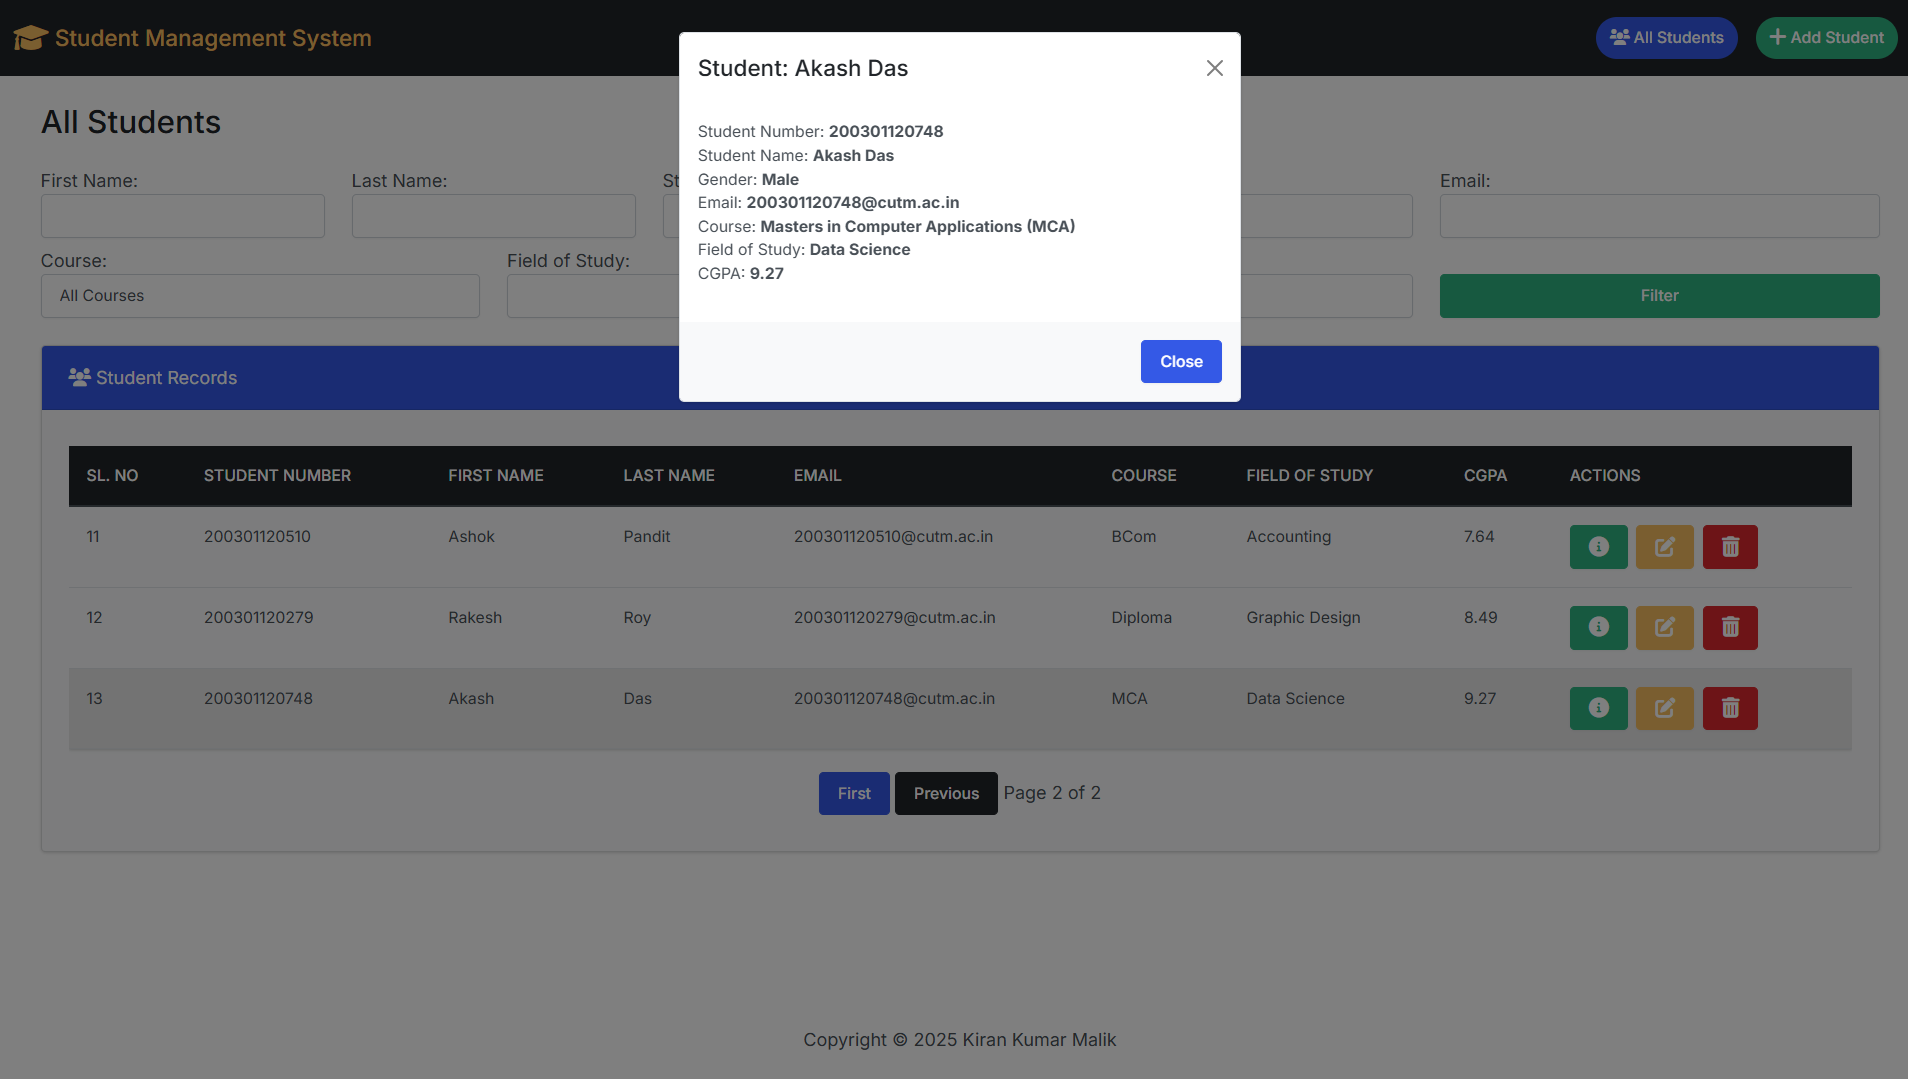 Student Management System
All Students
Add Student
Student: Akash Das
Student Number: 200301120748
Student Name: Akash Das
Gender: Male
Email: 200301120748@cutm.ac.in
Course: Masters in Computer Applications (MCA)
Field of Study: Data Science
CGPA: 9.27
Close
All Students
First Name:
Last Name:
Email:
Course:
Field of Study:
All Courses
Filter
Student Records
SL. NO STUDENT NUMBER FIRST NAME LAST NAME EMAIL COURSE FIELD OF STUDY CGPA ACTIONS
11 200301120510 Ashok Pandit 200301120510@cutm.ac.in BCom Accounting 7.64
12 200301120279 Rakesh Roy 200301120279@cutm.ac.in Diploma Graphic Design 8.49
13 200301120748 Akash Das 200301120748@cutm.ac.in MCA Data Science 9.27
First Previous Page 2 of 2
Copyright © 2025 Kiran Kumar Malik